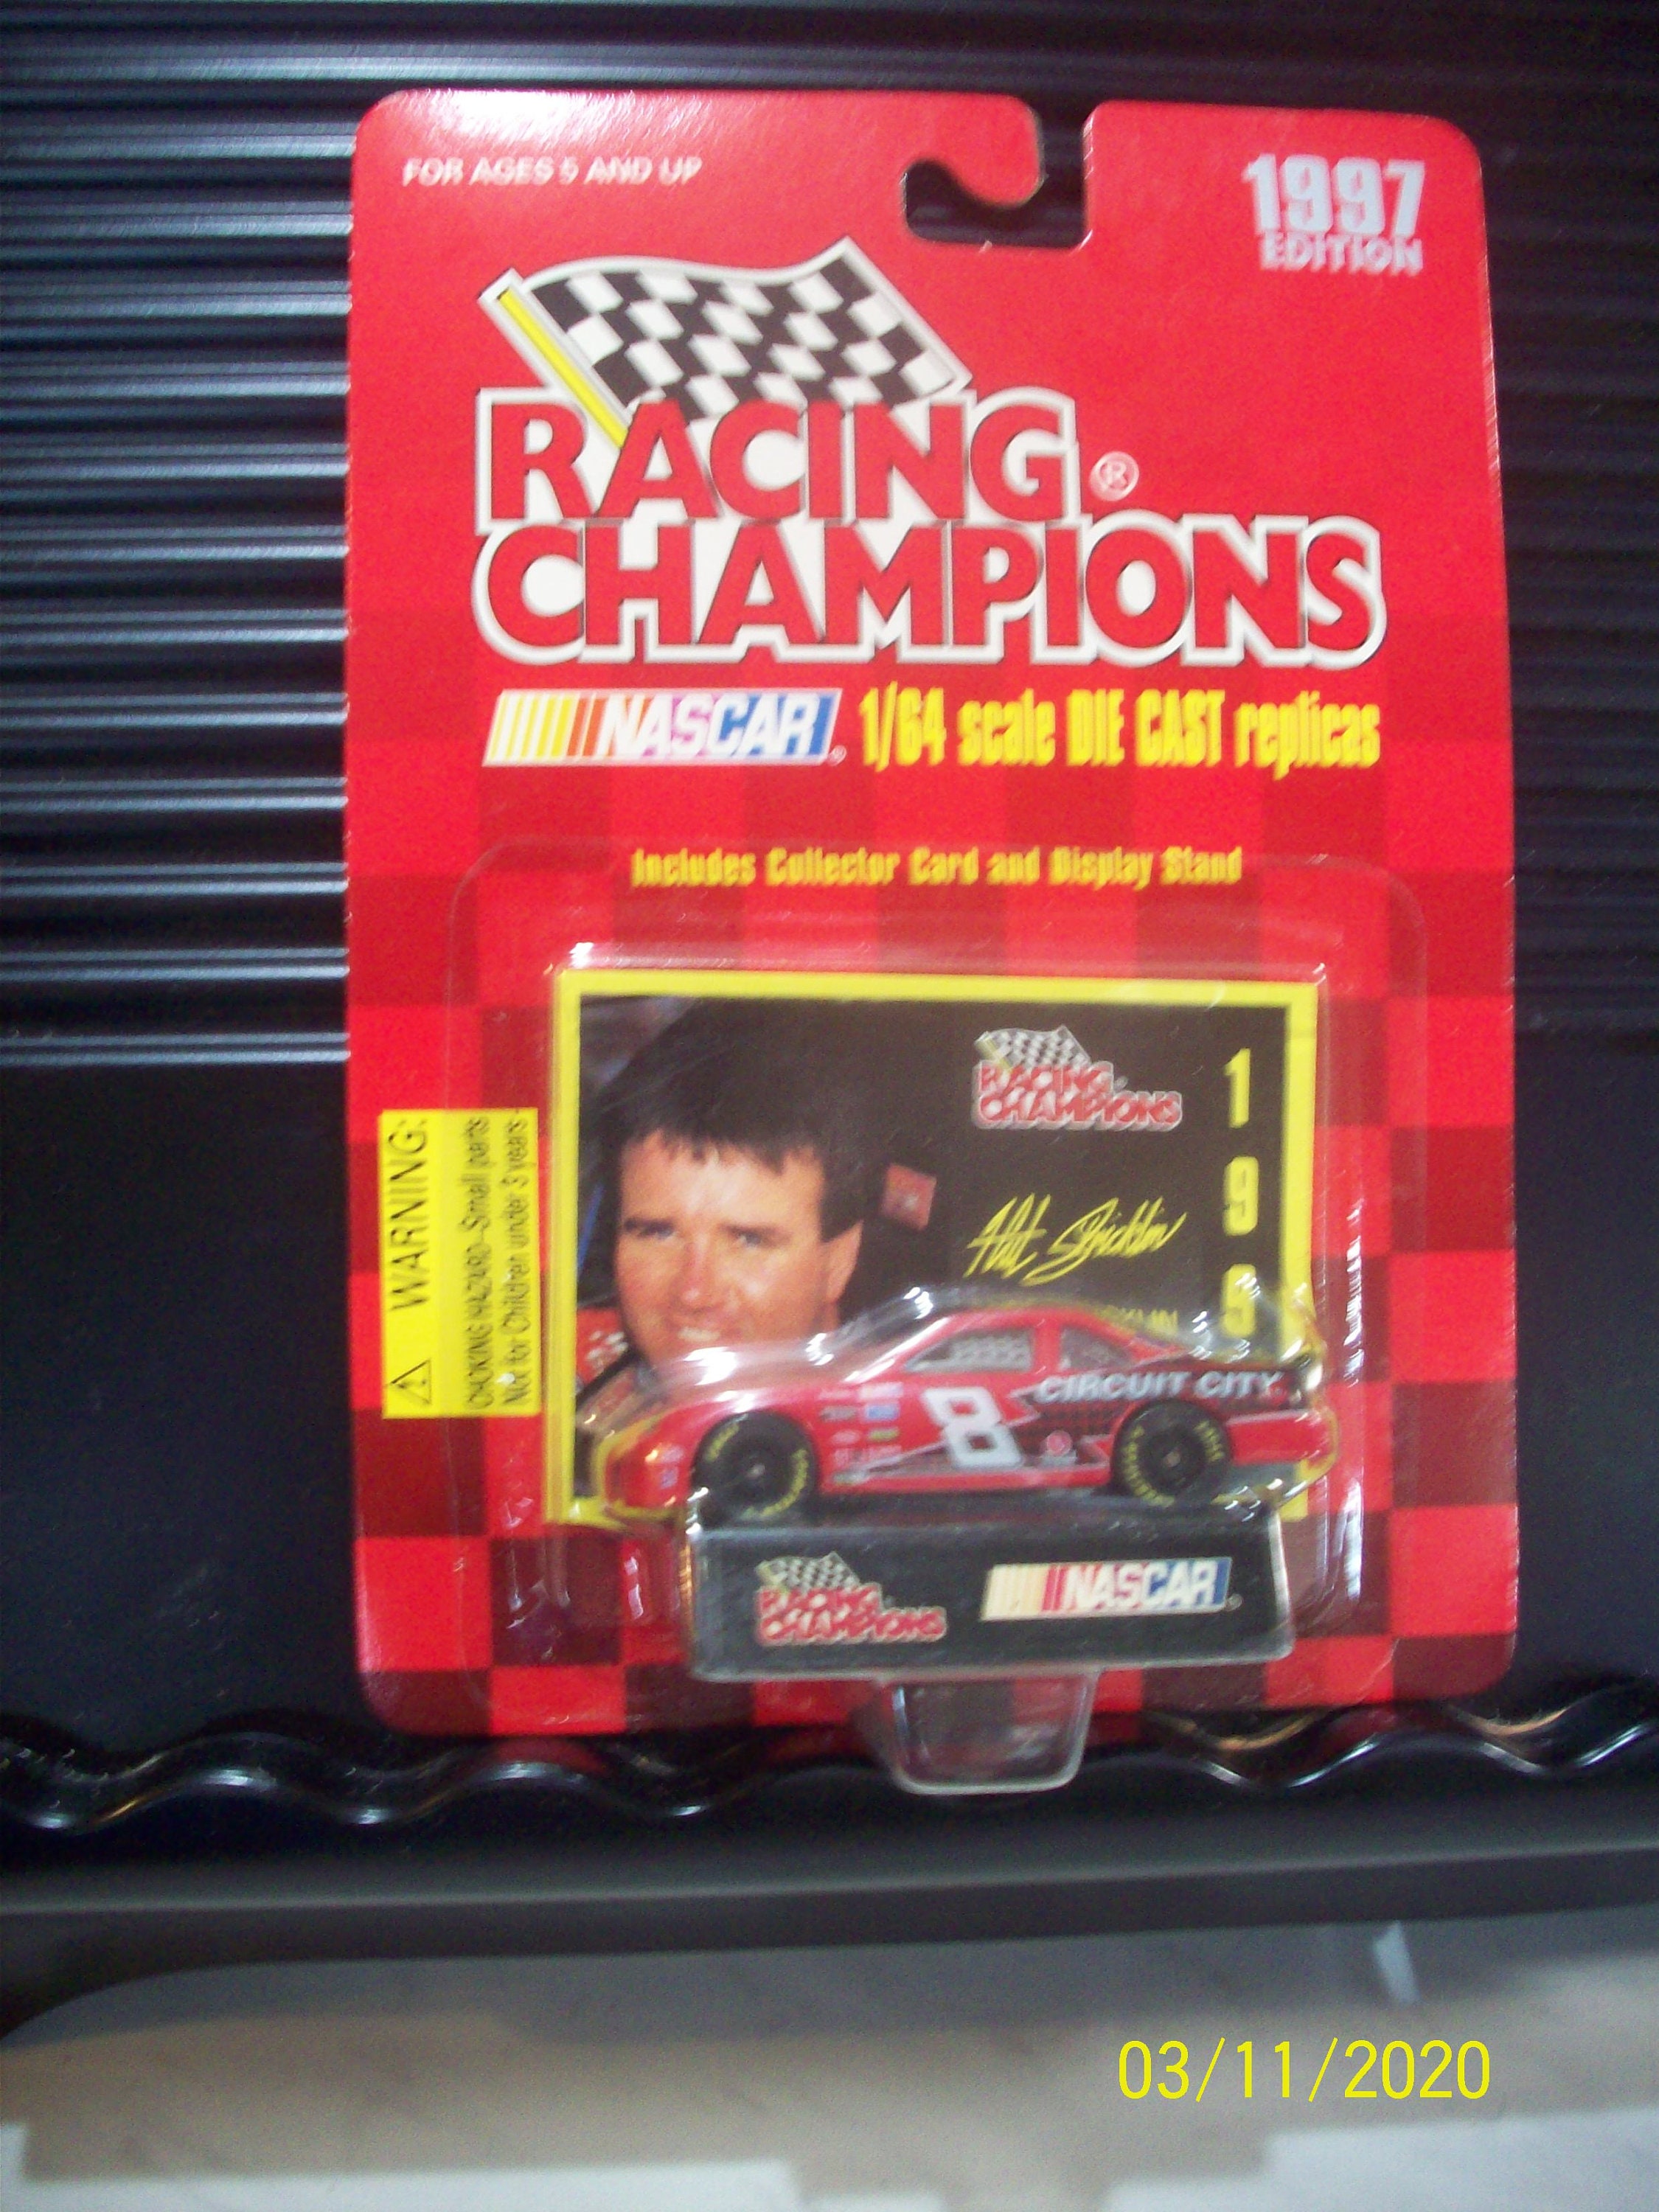 FOR AGES 5 AND UP
1997
EDITION
RACING ®
CHAMPIONS
NASCAR® 1/64 scale DIE CAST replicas
Includes Collector Card and Display Stand
WARNING:
CHOKING HAZARD-Small parts
Not for Children under 3 years.
RACING
CHAMPIONS
1
9
9
Hut Stricklin
8
CIRCUIT CITY
RACING
CHAMPIONS
NASCAR®
03/11/2020